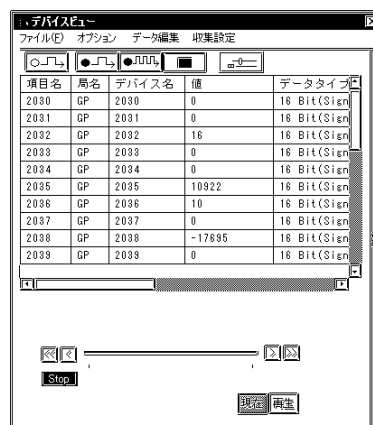 デバイスビュー
ファイル(F) オプション データ編集 収集設定
項目名 局名 デバイス名 値 データタイプ
2030 GP 2030 0 16 Bit(Sign
2031 GP 2031 0 16 Bit(Sign
2032 GP 2032 16 16 Bit(Sign
2033 GP 2033 0 16 Bit(Sign
2034 GP 2034 0 16 Bit(Sign
2035 GP 2035 10922 16 Bit(Sign
2036 GP 2036 10 16 Bit(Sign
2037 GP 2037 0 16 Bit(Sign
2038 GP 2038 -17695 16 Bit(Sign
2039 GP 2039 0 16 Bit(Sign
Stop
現在 再生